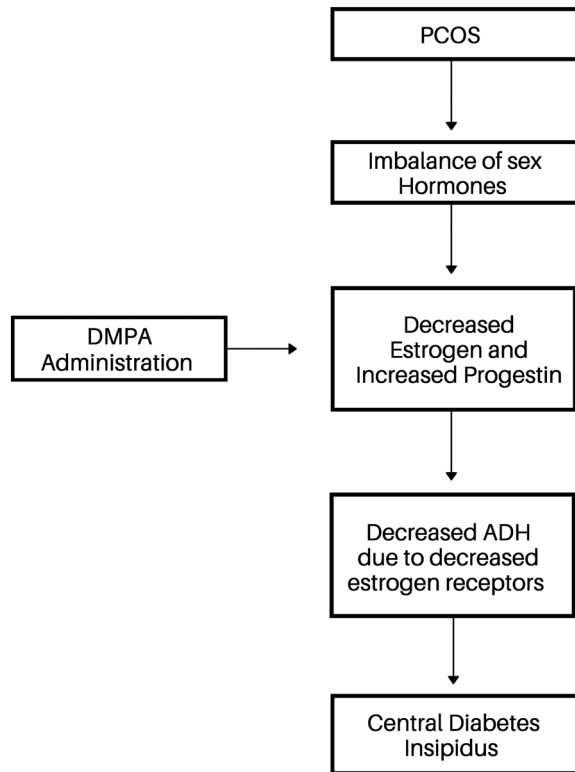 PCOS
Imbalance of sex
Hormones
DMPA
Administration
Decreased
Estrogen and
Increased Progestin
Decreased ADH
due to decreased
estrogen receptors
Central Diabetes
Insipidus